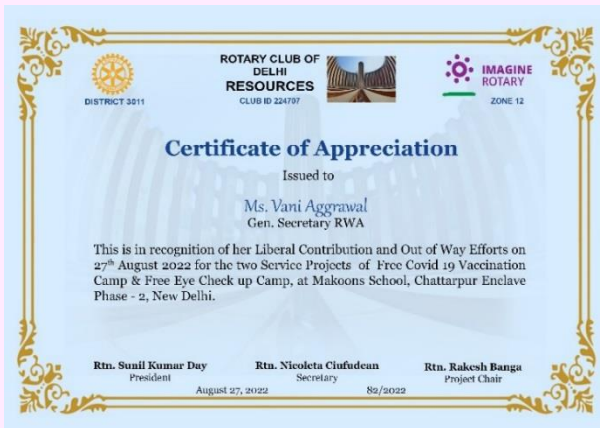 ROTARY CLUB OF
DELHI
RESOURCES
CLUB ID 224707
DISTRICT 3011
IMAGINE
ROTARY
ZONE 12
Certificate of Appreciation
Issued to
Ms. Vani Aggrawal
Gen. Secretary RWA
This is in recognition of her Liberal Contribution and Out of Way Efforts on
27th August 2022 for the two Service Projects of Free Covid 19 Vaccination
Camp & Free Eye Check up Camp, at Makoons School, Chattarpur Enclave
Phase - 2, New Delhi.
Rtn. Sunil Kumar Day Rtn. Nicoleta Ciufudean Rtn. Rakesh Banga
President Secretary Project Chair
August 27, 2022 82/2022